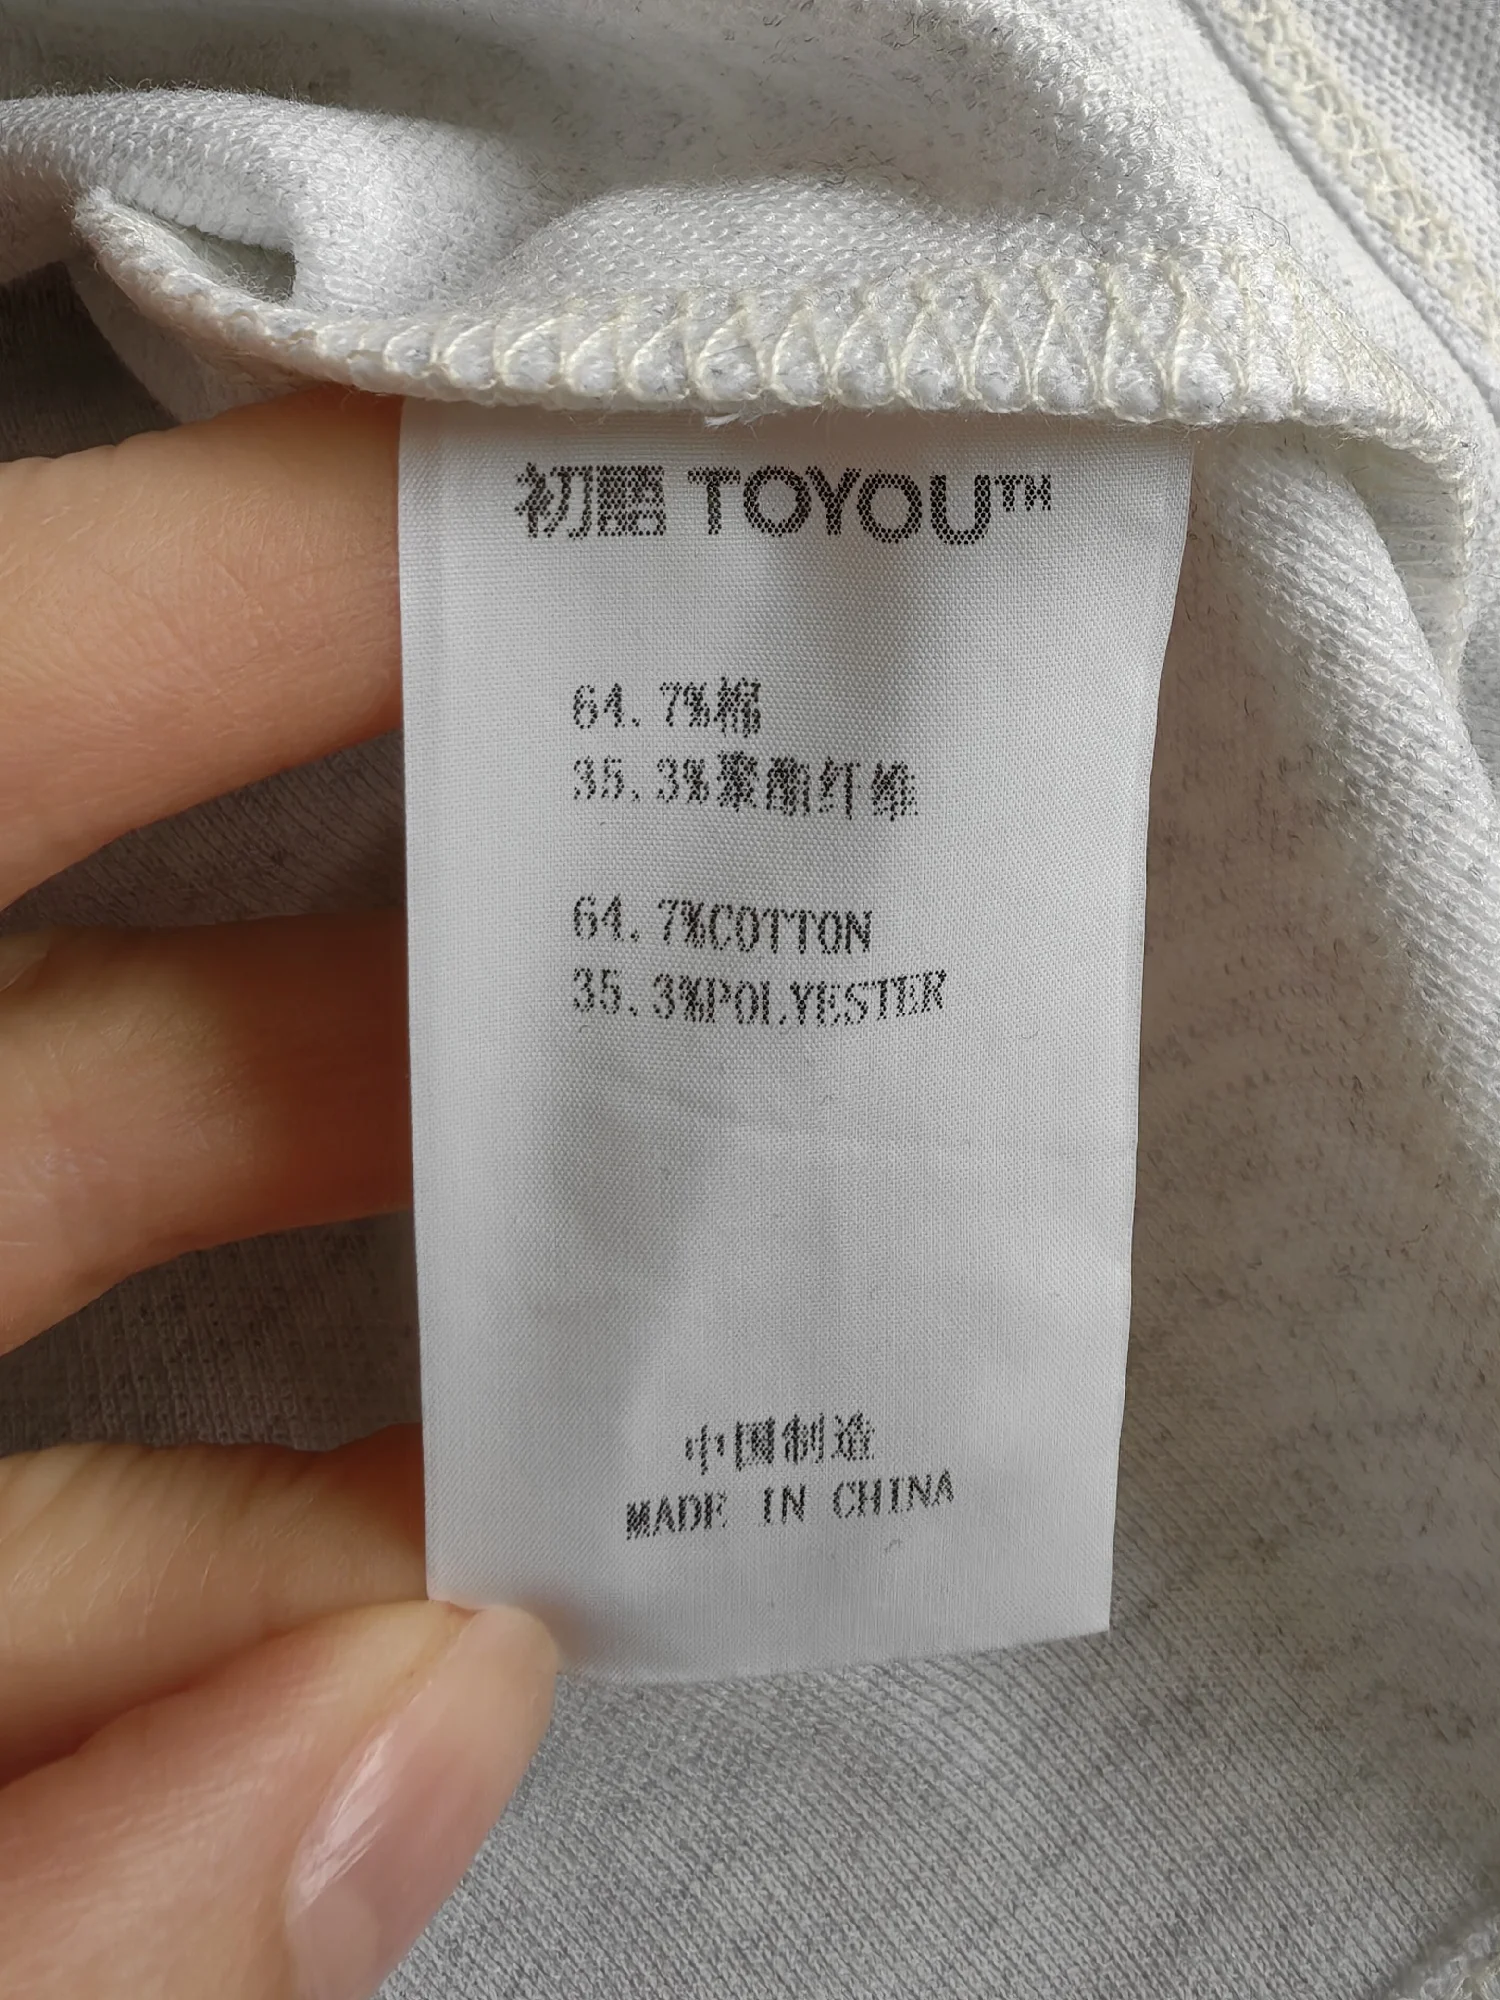 初語 TOYOU™
64.7%棉
35.3%聚酯纤维
64.7%COTTON
35.3%POLYESTER
中国制造
MADE IN CHINA